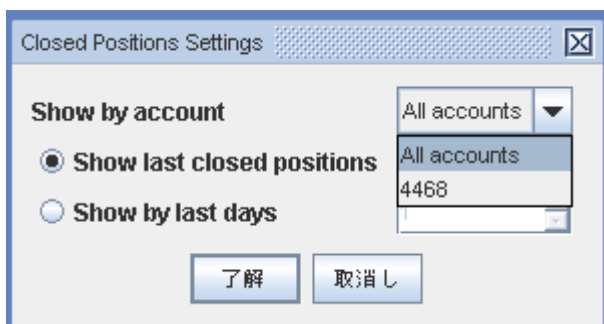 Closed Positions Settings
Show by account
All accounts
Show last closed positions
All accounts
4468
Show by last days
了解
取消し